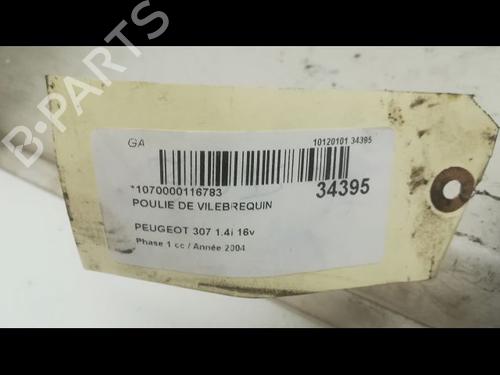 B-PARTS
GA
10120101 34395
*1070000116783
34395
POULIE DE VILEBREQUIN
PEUGEOT 307 1.4i 16v
Phase 1 cc / Année 2004